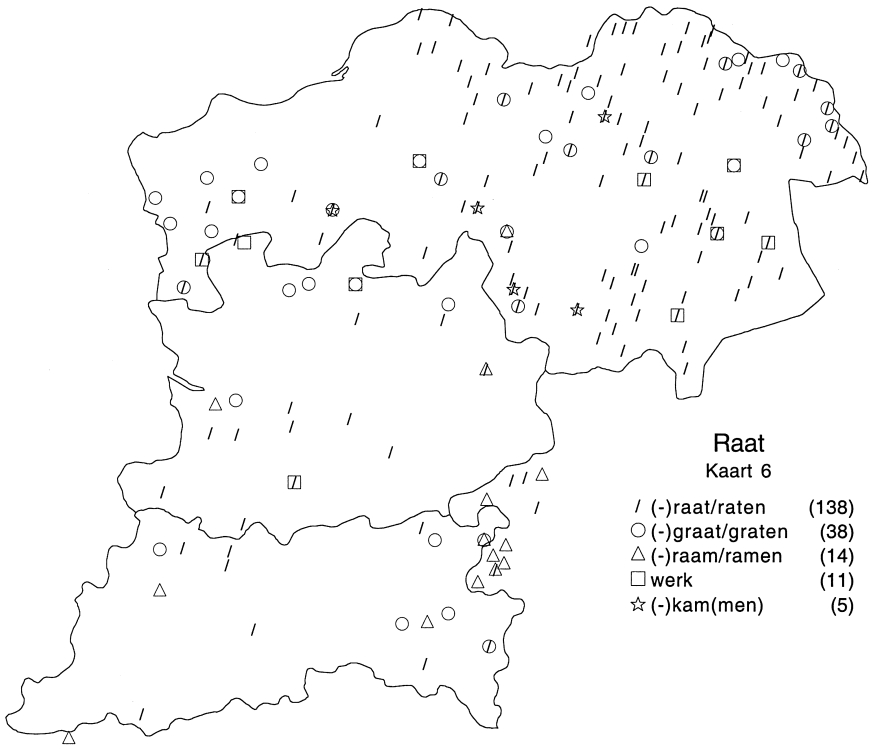 Raat
Kaart 6
(-)raat/raten (138)
(-)graat/graten (38)
(-)raam/ramen (14)
werk (11)
(-)kam(men) (5)